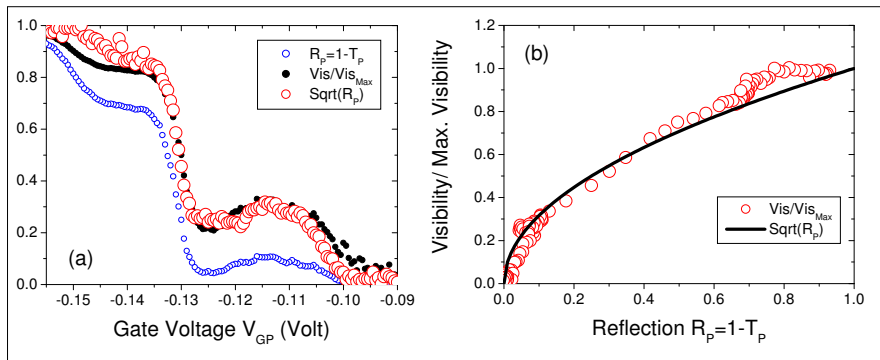 1.0
0.8
0.6
0.4
0.2
0.0
-0.155
-0.14
-0.13
-0.12
-0.11
-0.10
-0.09
Gate Voltage V_GP (Volt)
(a)
R_P=1-T_P
Vis/Vis_Max
Sqrt(R_P)
Visibility/ Max. Visibility
1.2
1.0
0.8
0.6
0.4
0.2
0.0
0.0
0.2
0.4
0.6
0.8
1.0
Reflection R_P=1-T_P
(b)
Vis/Vis_Max
Sqrt(R_P)